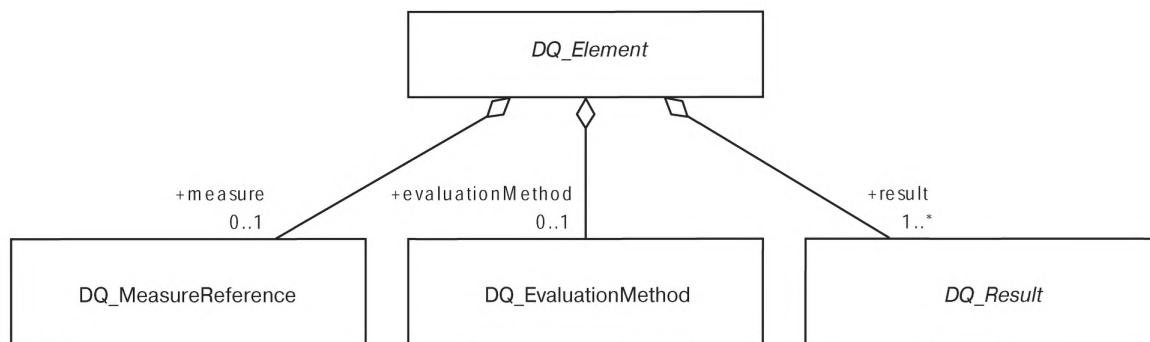 DQ_Element
+measure
0..1
+evaluationMethod
0..1
+result
1..*
DQ_MeasureReference
DQ_EvaluationMethod
DQ_Result